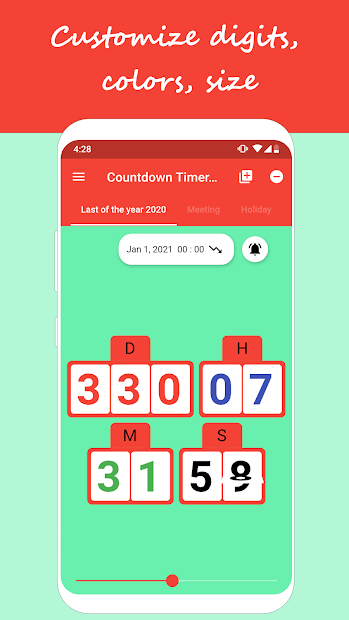 Customize digits,
colors, size
4:28
Countdown Timer...
Last of the year 2020 Meeting Holiday
Jan 1, 2021 00 : 00
D H
330 07
M S
31 5